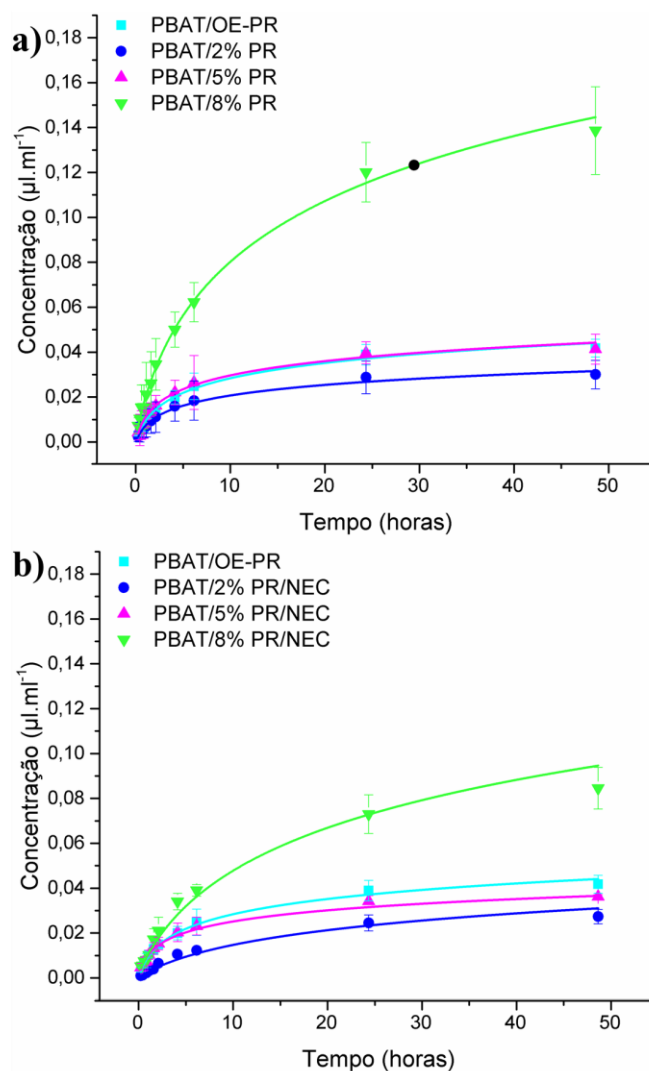 a)
PBAT/OE-PR
PBAT/2% PR
PBAT/5% PR
PBAT/8% PR
0,18
0,16
0,14
0,12
0,10
0,08
0,06
0,04
0,02
0,00
Concentração (µl.ml⁻¹)
0 10 20 30 40 50
Tempo (horas)
b)
PBAT/OE-PR
PBAT/2% PR/NEC
PBAT/5% PR/NEC
PBAT/8% PR/NEC
0,18
0,16
0,14
0,12
0,10
0,08
0,06
0,04
0,02
0,00
Concentração (µl.ml⁻¹)
0 10 20 30 40 50
Tempo (horas)